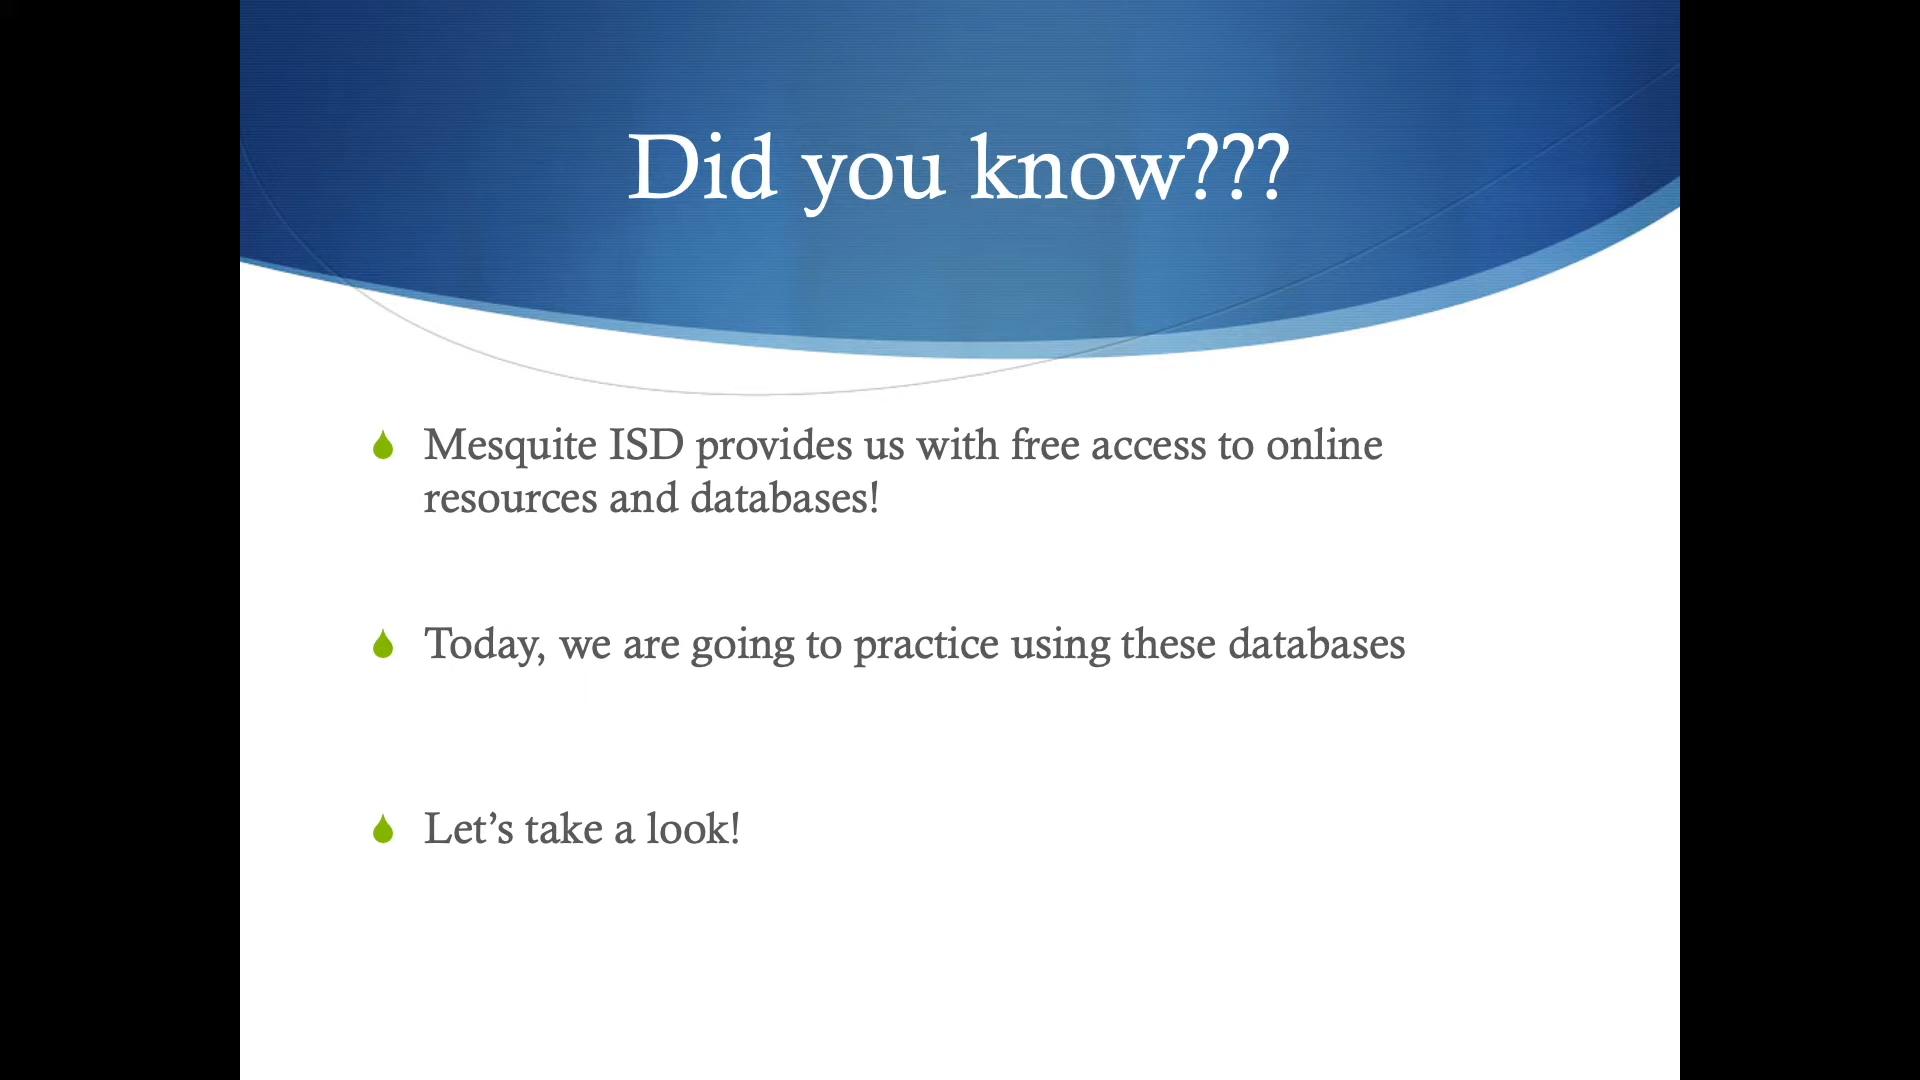 Did you know???
Mesquite ISD provides us with free access to online
resources and databases!
Today, we are going to practice using these databases
Let’s take a look!